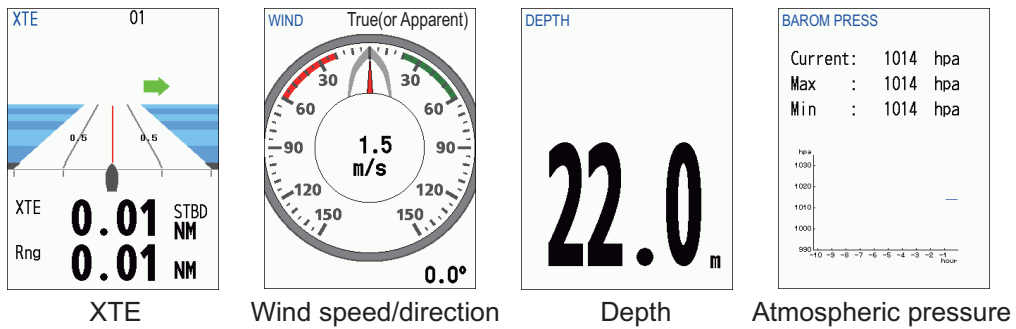 XTE 01
0.5 0.5
XTE 0.01 STBD NM
Rng 0.01 NM
XTE
WIND True(or Apparent)
30 30
60 60
90 1.5 90
m/s
120 120
150 150
0.0°
Wind speed/direction
DEPTH
22.0 m
Depth
BAROM PRESS
Current: 1014 hpa
Max : 1014 hpa
Min : 1014 hpa
hpa
1030
1020
1010
1000
990
-10 -9 -8 -7 -6 -5 -4 -3 -2 -1
hour
Atmospheric pressure